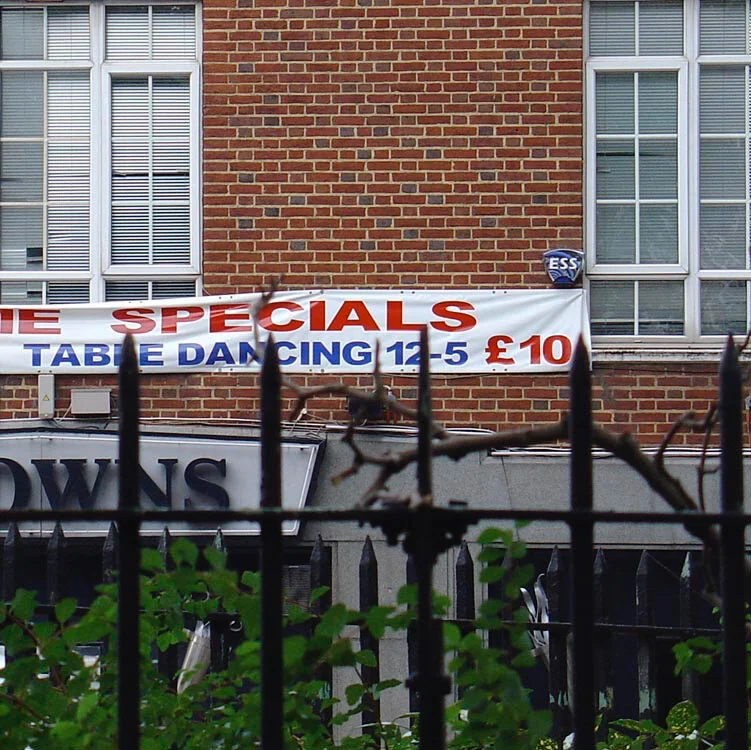 SPECIALS
TABLE DANCING 12-5 £10
ESS
OWNS